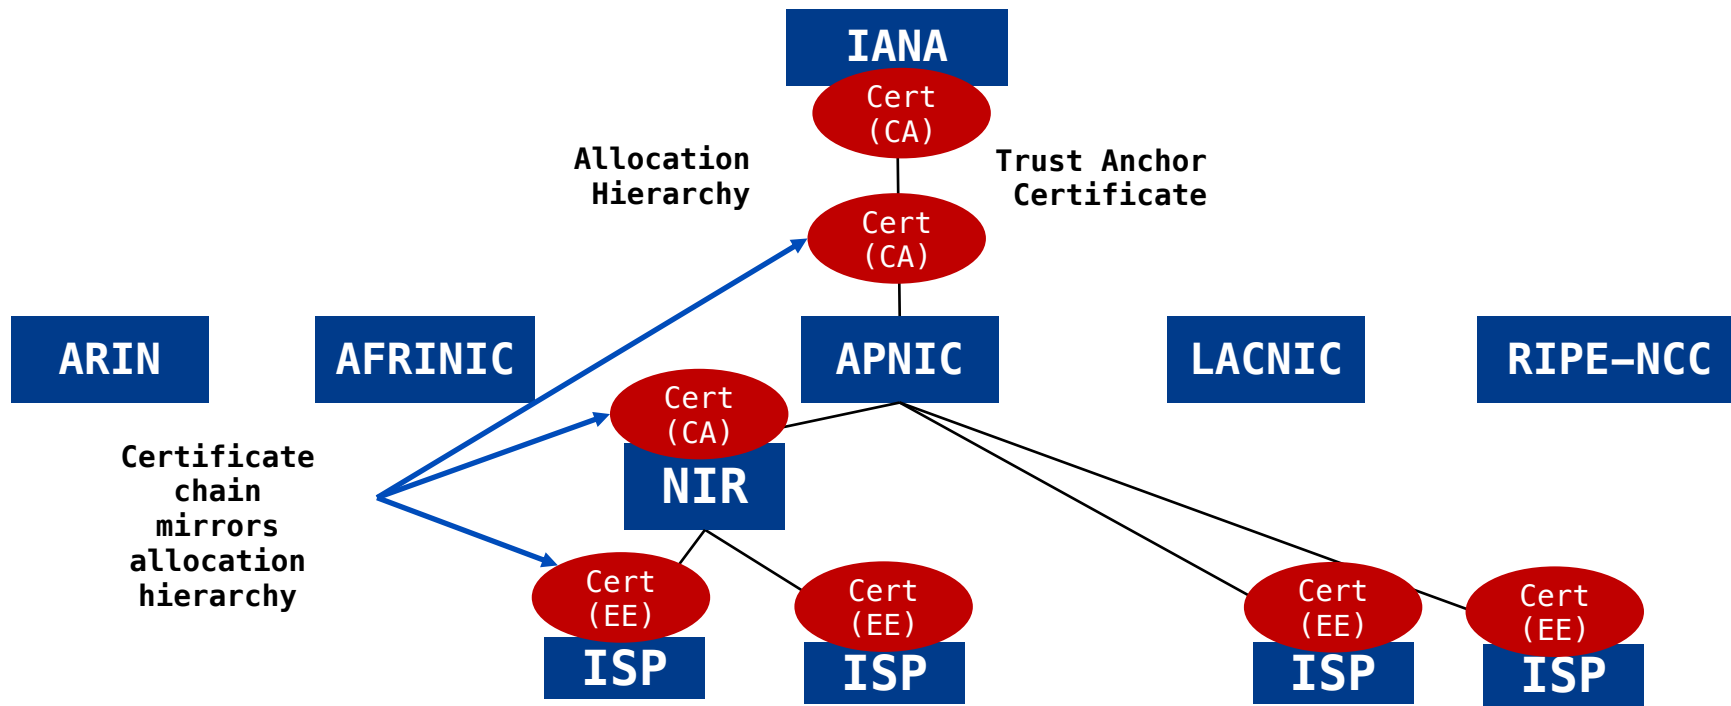 IANA
Cert
(CA)
Allocation
Hierarchy
Trust Anchor
Certificate
Cert
(CA)
ARIN
AFRINIC
APNIC
LACNIC
RIPE–NCC
Cert
(CA)
NIR
Certificate
chain
mirrors
allocation
hierarchy
Cert
(EE)
ISP
Cert
(EE)
ISP
Cert
(EE)
ISP
Cert
(EE)
ISP